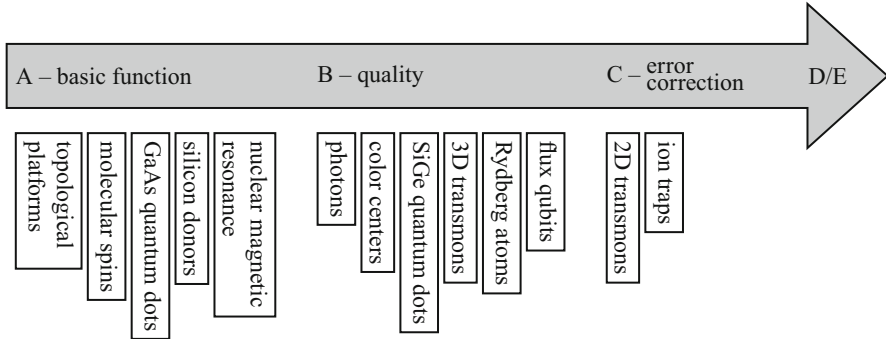 A – basic function
B – quality
C – error
correction
D/E
topological
platforms
molecular spins
GaAs quantum dots
silicon donors
nuclear magnetic
resonance
photons
color centers
SiGe quantum dots
3D transmons
Rydberg atoms
flux qubits
2D transmons
ion traps